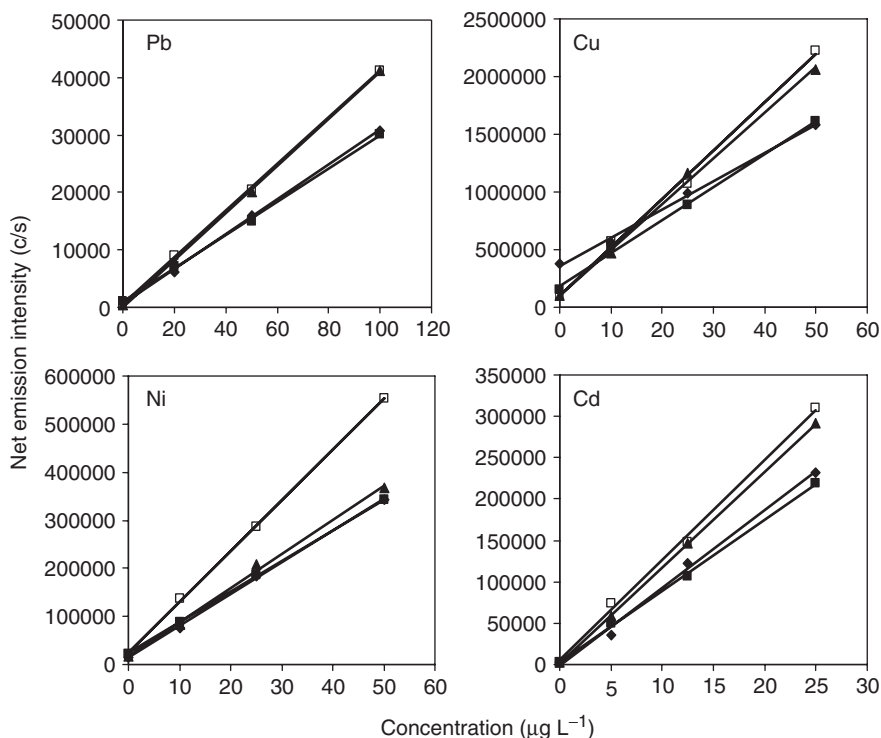 Net emission intensity (c/s)
Pb
50000
40000
30000
20000
10000
0
0 20 40 60 80 100 120
Cu
2500000
2000000
1500000
1000000
500000
0
0 10 20 30 40 50 60
Ni
600000
500000
400000
300000
200000
100000
0
0 10 20 30 40 50 60
Cd
350000
300000
250000
200000
150000
100000
50000
0
0 5 10 15 20 25 30
Concentration (μg L⁻¹)